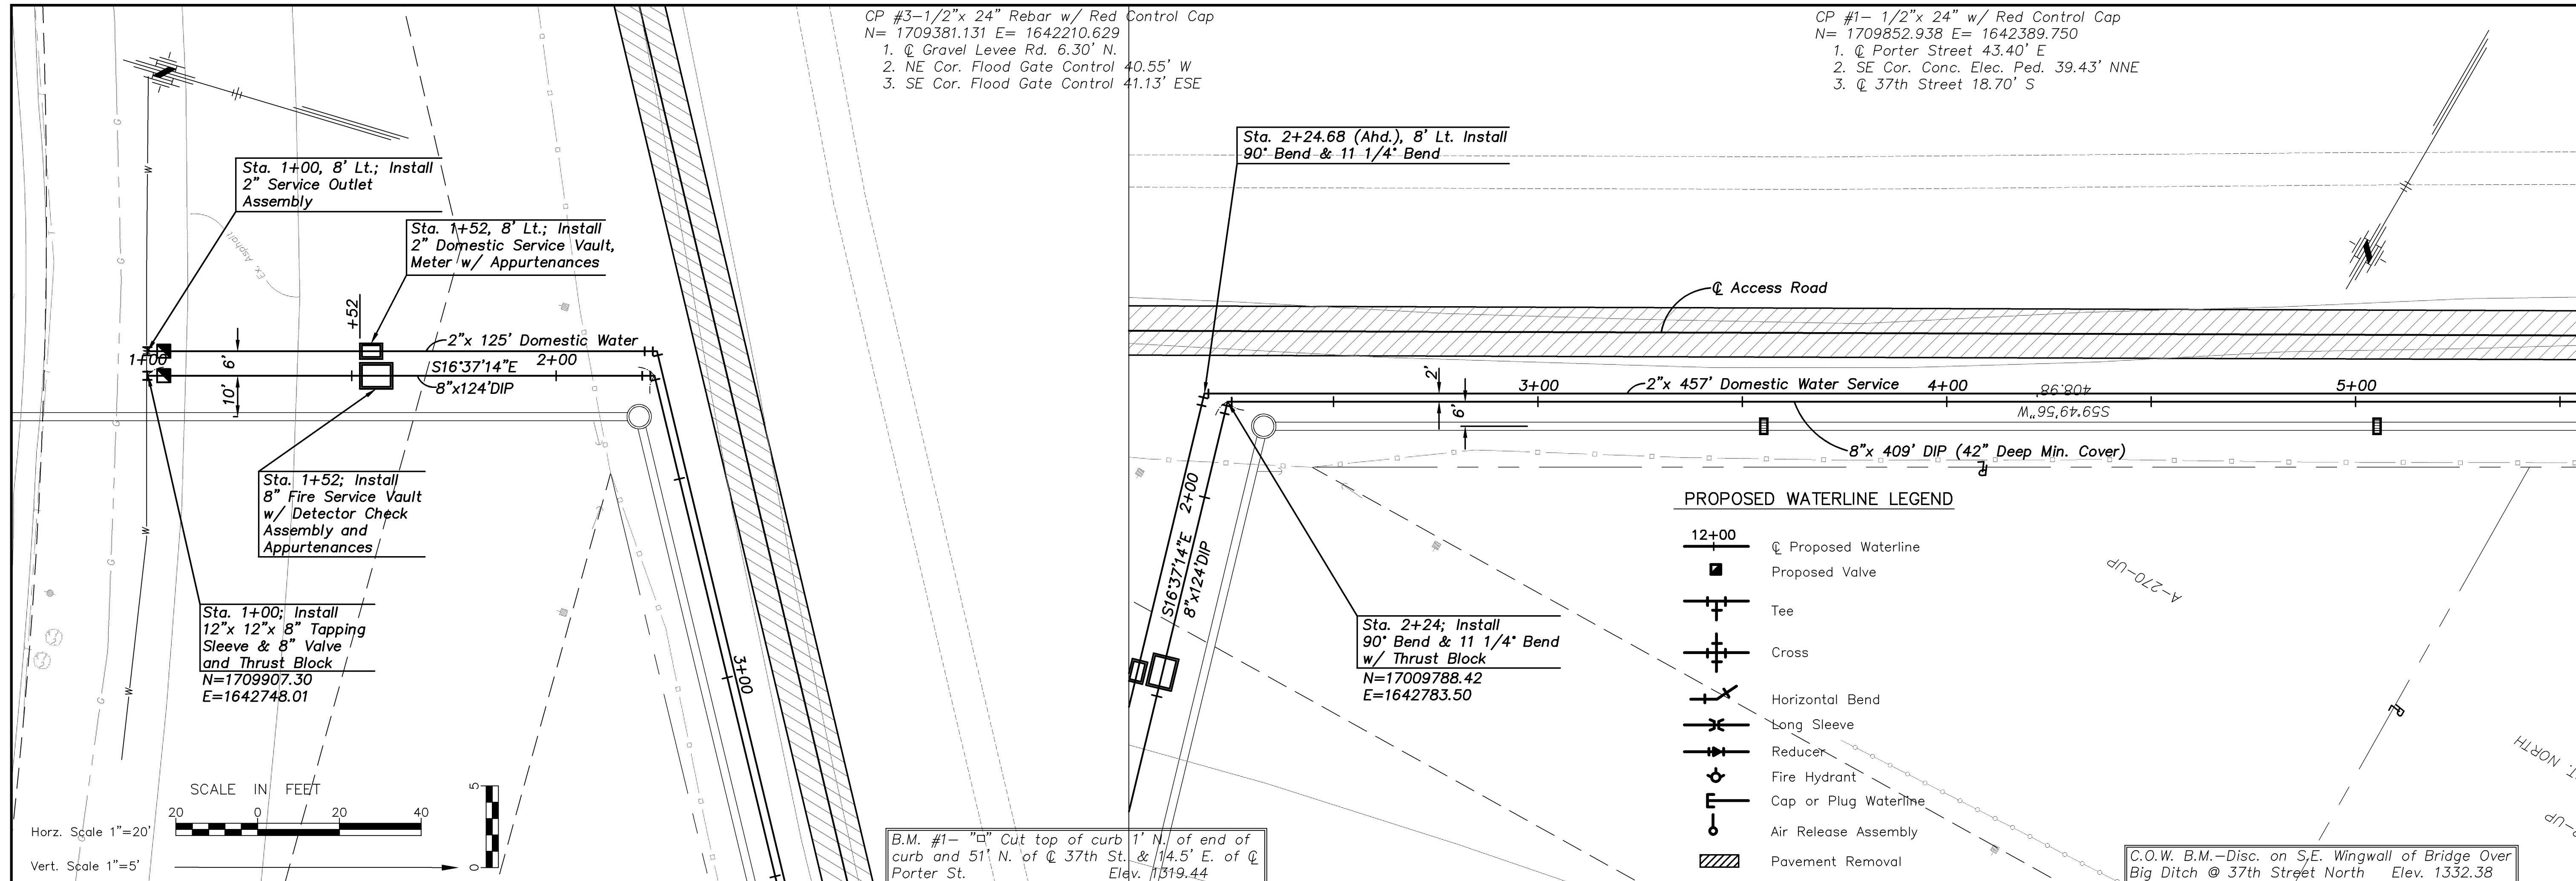 CP #3-1/2"x 24" Rebar w/ Red Control Cap
N= 1709381.131 E= 1642210.629
1. ℄ Gravel Levee Rd. 6.30' N.
2. NE Cor. Flood Gate Control 40.55' W
3. SE Cor. Flood Gate Control 41.13' ESE
CP #1- 1/2"x 24" w/ Red Control Cap
N= 1709852.938 E= 1642389.750
1. ℄ Porter Street 43.40' E
2. SE Cor. Conc. Elec. Ped. 39.43' NNE
3. ℄ 37th Street 18.70' S
Sta. 1+00, 8' Lt.; Install
2" Service Outlet
Assembly
Sta. 1+52, 8' Lt.; Install
2" Domestic Service Vault,
Meter w/ Appurtenances
Ex. Asphalt
+52
2"x 125' Domestic Water
1+00
6'
S16°37'14"E
2+00
10'
8"x124'DIP
G
G
G
G
G
G
W
W
W
Sta. 1+52; Install
8" Fire Service Vault
w/ Detector Check
Assembly and
Appurtenances
Sta. 1+00; Install
12"x 12"x 8" Tapping
Sleeve & 8" Valve
and Thrust Block
N=1709907.30
E=1642748.01
3+00
SCALE IN FEET
20 0 20 40
Horz. Scale 1"=20'
Vert. Scale 1"=5'
5
0
B.M. #1- "□" Cut top of curb 1' N. of end of
curb and 51' N. of ℄ 37th St. & 14.5' E. of ℄
Porter St. Elev. 1319.44
Sta. 2+24.68 (Ahd.), 8' Lt. Install
90° Bend & 11 1/4° Bend
℄ Access Road
2'
6'
3+00
2"x 457' Domestic Water Service
4+00
408.98'
5+00
S59°49'56"W
8"x 409' DIP (42" Deep Min. Cover)
2+00
S16°37'14"E
8"x124'DIP
Sta. 2+24; Install
90° Bend & 11 1/4° Bend
w/ Thrust Block
N=17009788.42
E=1642783.50
PROPOSED WATERLINE LEGEND
12+00
℄ Proposed Waterline
Proposed Valve
Tee
Cross
Horizontal Bend
Long Sleeve
Reducer
Fire Hydrant
Cap or Plug Waterline
Air Release Assembly
Pavement Removal
A-270-UP
T. NORTH
-UP
C.O.W. B.M.-Disc. on S.E. Wingwall of Bridge Over
Big Ditch @ 37th Street North Elev. 1332.38